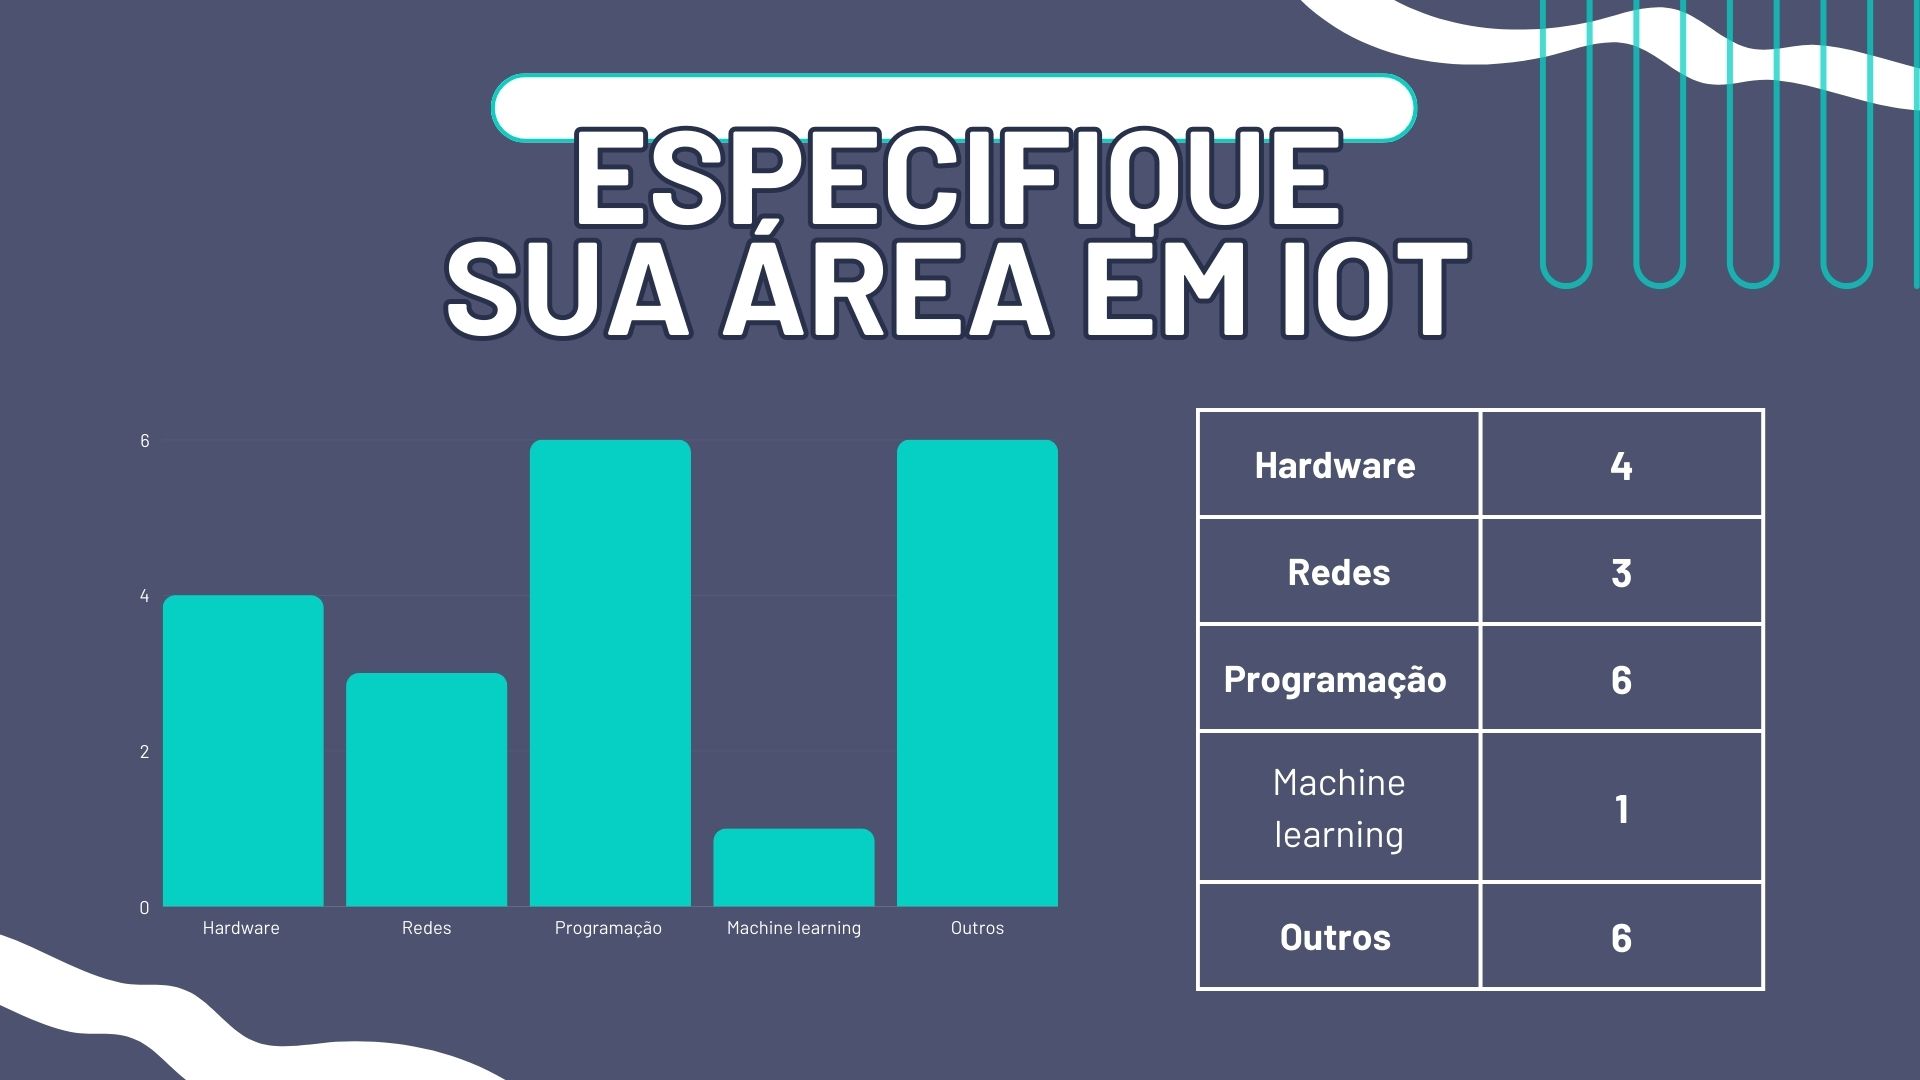 ESPECIFIQUE
SUA ÁREA EM IOT
6
4
2
0
Hardware
Redes
Programação
Machine learning
Outros
Hardware 4
Redes 3
Programação 6
Machine
learning 1
Outros 6